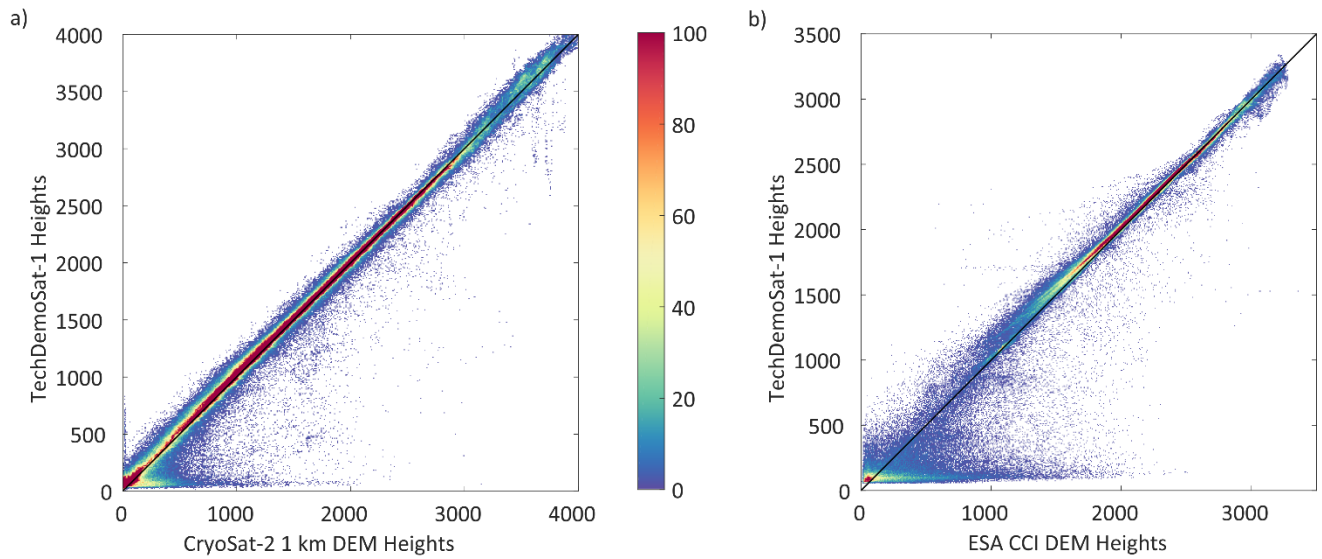 a)
TechDemoSat-1 Heights
4000
3500
3000
2500
2000
1500
1000
500
0
0 1000 2000 3000 4000
CryoSat-2 1 km DEM Heights
100
80
60
40
20
0
b)
TechDemoSat-1 Heights
3500
3000
2500
2000
1500
1000
500
0
0 1000 2000 3000
ESA CCI DEM Heights